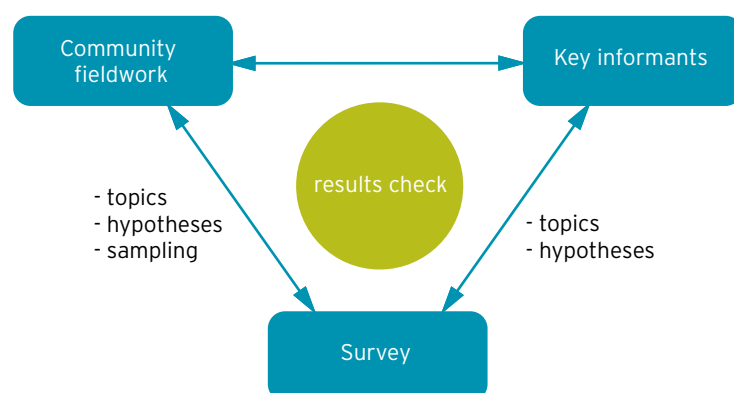 Community
fieldwork
Key informants
results check
- topics
- hypotheses
- sampling
- topics
- hypotheses
Survey